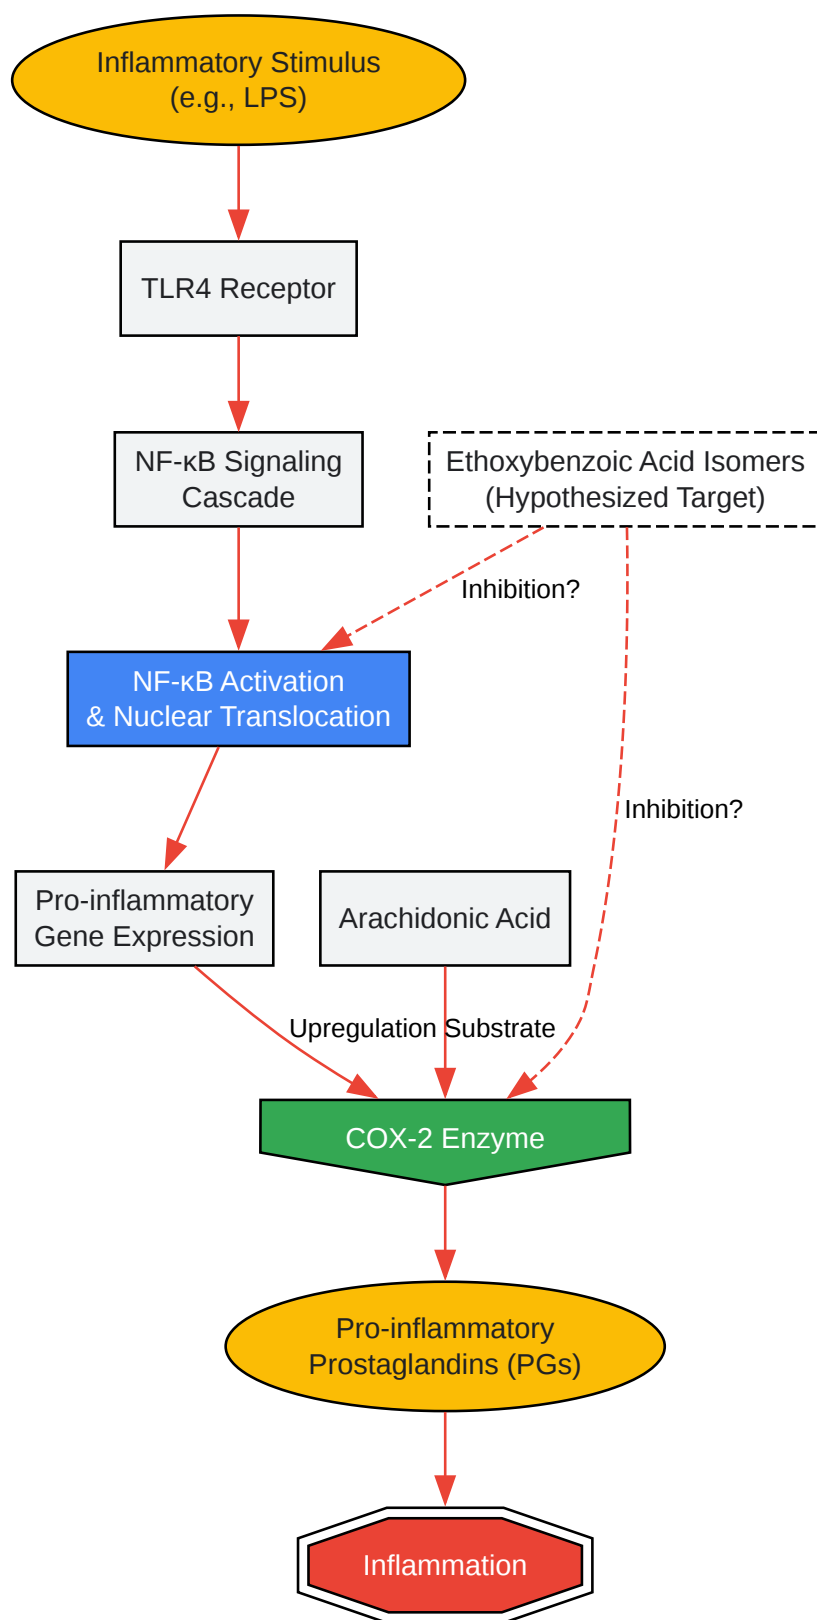 Inflammatory Stimulus
(e.g., LPS)
TLR4 Receptor
NF-κB Signaling
Cascade
Ethoxybenzoic Acid Isomers
(Hypothesized Target)
Inhibition?
NF-κB Activation
& Nuclear Translocation
Inhibition?
Pro-inflammatory
Gene Expression
Arachidonic Acid
Upregulation
Substrate
COX-2 Enzyme
Pro-inflammatory
Prostaglandins (PGs)
Inflammation